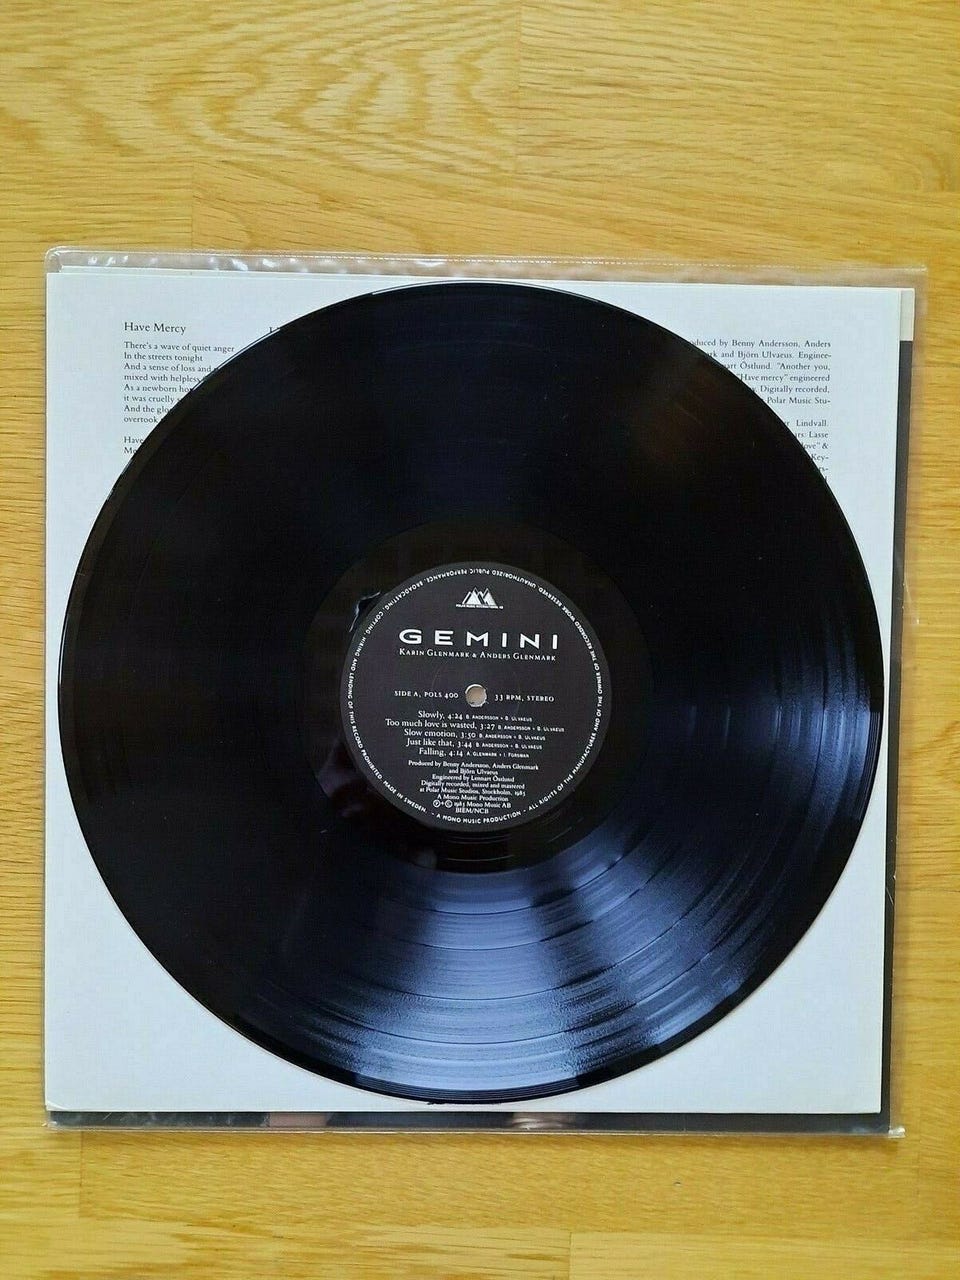 Have Mercy
There's a wave of quiet anger
In the streets tonight
And a sense of loss and
mixed with helpless
As a newborn
it was cruelly
And the
overtook
Have
duced by Benny Andersson, Anders
rk and Björn Ulvaeus. Enginee-
Östlund. "Another you,
"Have mercy" engineered
Digitally recorded,
Polar Music Stu-
Lindvall.
Lasse
&
Key-
POLAR MUSIC INTERNATIONAL AB
GEMINI
KARIN GLENMARK & ANDERS GLENMARK
SIDE A, POLS 400 33 RPM, STEREO
Slowly, 4:24 B. ANDERSSON + B. ULVAEUS
Too much love is wasted, 3:27 B. ANDERSSON + B. ULVAEUS
Slow emotion, 3:50 B. ANDERSSON + B. ULVAEUS
Just like that, 3:44 B. ANDERSSON + B. ULVAEUS
Falling, 4:14 A. GLENMARK + I. FORSMAN
Produced by Benny Andersson, Anders Glenmark
and Björn Ulvaeus
Engineered by Lennart Östlund
Digitally recorded, mixed and mastered
at Polar Music Studios, Stockholm, 1985
A Mono Music Production
℗+© 1985 Mono Music AB
BIEM/NCB
- A MONO MUSIC PRODUCTION - ALL RIGHTS OF THE MANUFACTURER AND OF THE OWNER OF THE RECORDED WORK RESERVED. UNAUTHORIZED PUBLIC PERFORMANCE, BROADCASTING, COPYING, HIRING AND LENDING OF THIS RECORD PROHIBITED. MADE IN SWEDEN.